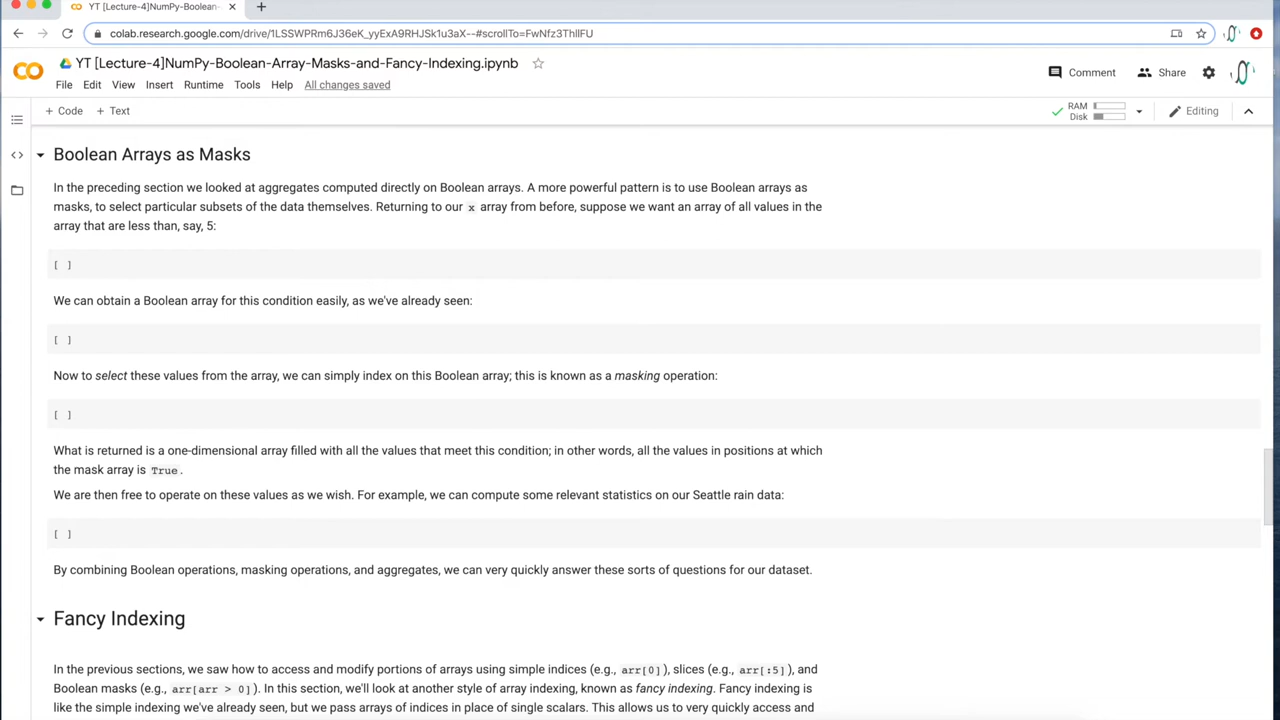 YT [Lecture-4]NumPy-Boolean-
colab.research.google.com/drive/1LSSWPRm6J36eK_yyExA9RHJSk1u3aX--#scrollTo=FwNfz3ThllFU
YT [Lecture-4]NumPy-Boolean-Array-Masks-and-Fancy-Indexing.ipynb
Comment Share
File Edit View Insert Runtime Tools Help All changes saved
+ Code + Text
RAM
Disk
Editing
Boolean Arrays as Masks
In the preceding section we looked at aggregates computed directly on Boolean arrays. A more powerful pattern is to use Boolean arrays as
masks, to select particular subsets of the data themselves. Returning to our x array from before, suppose we want an array of all values in the
array that are less than, say, 5:
[ ]
We can obtain a Boolean array for this condition easily, as we've already seen:
[ ]
Now to select these values from the array, we can simply index on this Boolean array; this is known as a masking operation:
[ ]
What is returned is a one-dimensional array filled with all the values that meet this condition; in other words, all the values in positions at which
the mask array is True.
We are then free to operate on these values as we wish. For example, we can compute some relevant statistics on our Seattle rain data:
[ ]
By combining Boolean operations, masking operations, and aggregates, we can very quickly answer these sorts of questions for our dataset.
Fancy Indexing
In the previous sections, we saw how to access and modify portions of arrays using simple indices (e.g., arr[0]), slices (e.g., arr[:5]), and
Boolean masks (e.g., arr[arr > 0]). In this section, we'll look at another style of array indexing, known as fancy indexing. Fancy indexing is
like the simple indexing we've already seen, but we pass arrays of indices in place of single scalars. This allows us to very quickly access and